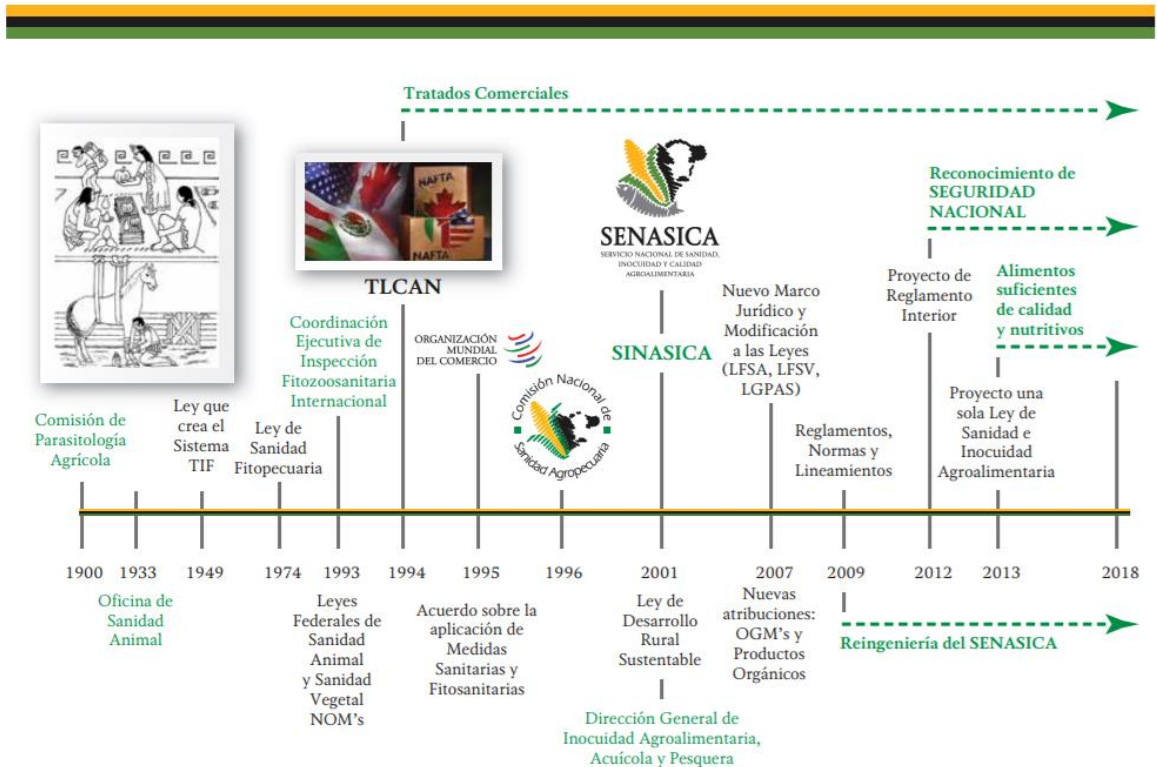 Tratados Comerciales
NAFTA
NAFTA
TLCAN
SENASICA
SERVICIO NACIONAL DE SANIDAD,
INOCUIDAD Y CALIDAD
AGROALIMENTARIA
Reconocimiento de
SEGURIDAD
NACIONAL
Comisión de
Parasitología
Agrícola
Ley que
crea el
Sistema
TIF
Ley de
Sanidad
Fitopecuaria
Coordinación
Ejecutiva de
Inspección
Fitozoosanitaria
Internacional
ORGANIZACIÓN
MUNDIAL
DEL COMERCIO
Comisión Nacional de
Sanidad Agropecuaria
SINASICA
Nuevo Marco
Jurídico y
Modificación
a las Leyes
(LFSA, LFSV,
LGPAS)
Reglamentos,
Normas y
Lineamientos
Proyecto de
Reglamento
Interior
Alimentos
suficientes
de calidad
y nutritivos
Proyecto una
sola Ley de
Sanidad e
Inocuidad
Agroalimentaria
1900 1933 1949 1974 1993 1994 1995 1996 2001 2007 2009 2012 2013 2018
Oficina de
Sanidad
Animal
Leyes
Federales de
Sanidad
Animal
y Sanidad
Vegetal
NOM's
Acuerdo sobre la
aplicación de
Medidas
Sanitarias y
Fitosanitarias
Ley de
Desarrollo
Rural
Sustentable
Dirección General de
Inocuidad Agroalimentaria,
Acuícola y Pesquera
Nuevas
atribuciones:
OGM's y
Productos
Orgánicos
Reingeniería del SENASICA